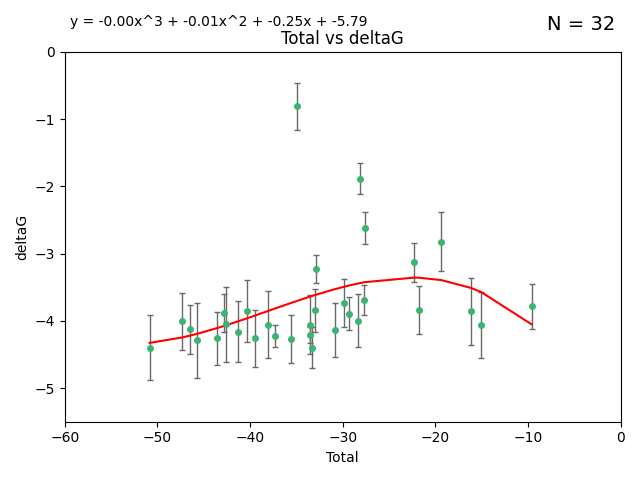 y = -0.00x^3 + -0.01x^2 + -0.25x + -5.79
N = 32
Total vs deltaG
0
−1
−2
−3
−4
−5
deltaG
−60 −50 −40 −30 −20 −10 0
Total